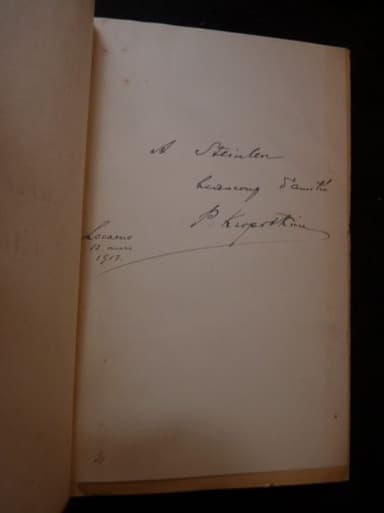 A Steinlen
beaucoup d'amitié
P. Kropotkine
Locarno
12 mars
1913.